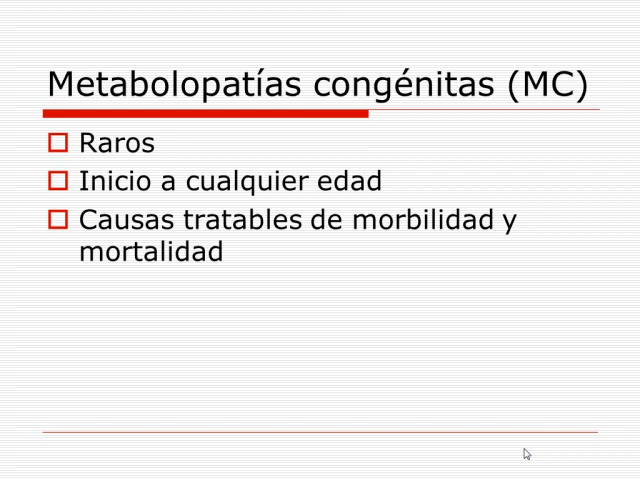 Metabolopatías congénitas (MC)
Raros
Inicio a cualquier edad
Causas tratables de morbilidad y
mortalidad